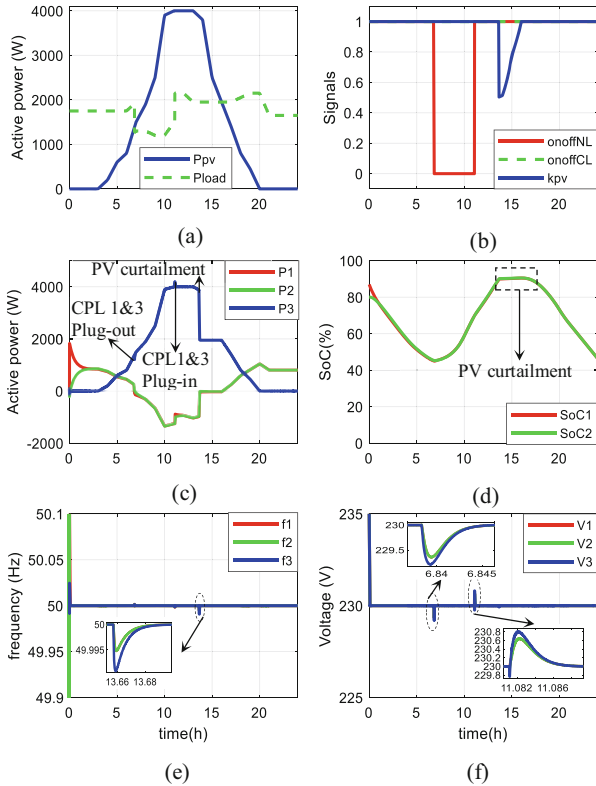 4000
3000
2000
1000
0
Active power (W)
0 5 10 15 20
Ppv
Pload
(a)
1
0.8
0.6
0.4
0.2
0
Signals
0 5 10 15 20
onoffNL
onoffCL
kpv
(b)
4000
2000
0
-2000
Active power (W)
PV curtailment
CPL 1&3
Plug-out
CPL1&3
Plug-in
P1
P2
P3
0 5 10 15 20
(c)
100
80
60
40
20
SoC(%)
PV curtailment
SoC1
SoC2
0 5 10 15 20
(d)
50.1
50.05
50
49.95
49.9
frequency (Hz)
f1
f2
f3
50
49.995
13.66 13.68
0 5 10 15 20
time(h)
(e)
235
230
225
Voltage (V)
230
229.5
6.84 6.845
V1
V2
V3
230.8
230.6
230.4
230.2
230
229.8
11.082 11.086
0 5 10 15 20
time(h)
(f)